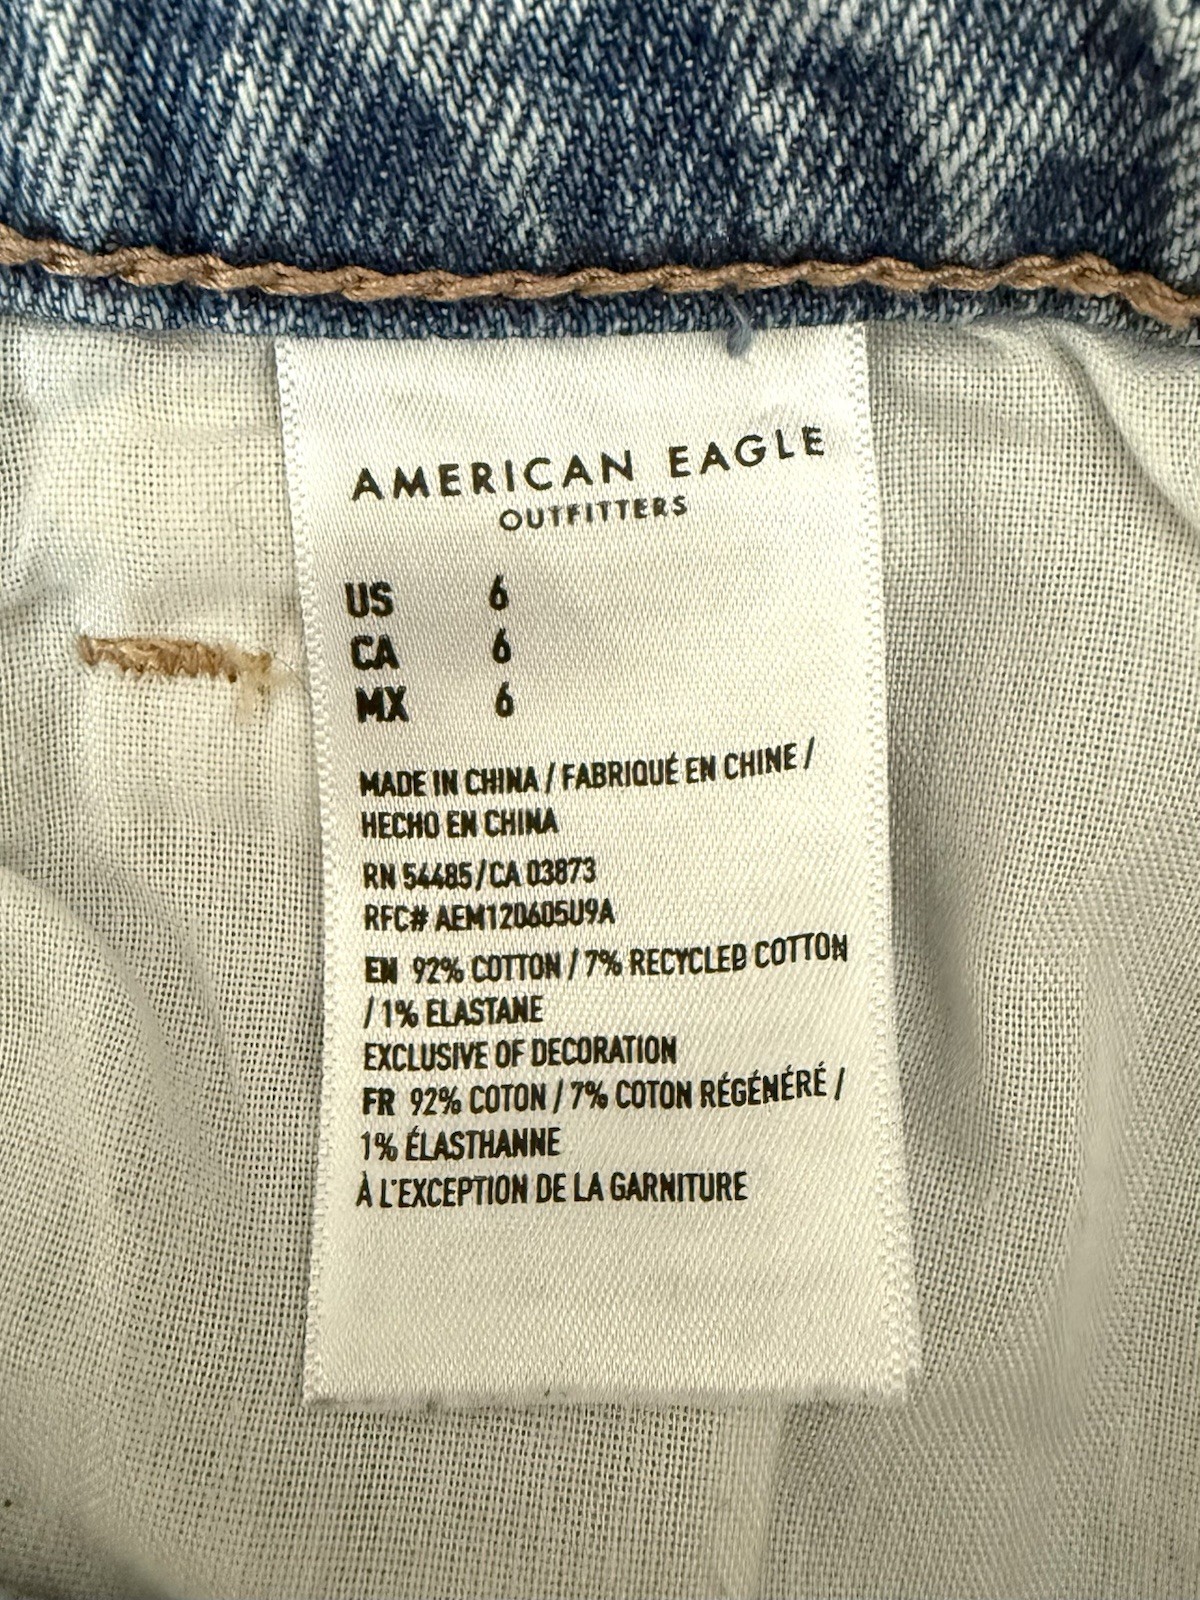 AMERICAN EAGLE
OUTFITTERS
US 6
CA 6
MX 6
MADE IN CHINA / FABRIQUÉ EN CHINE /
HECHO EN CHINA
RN 54485/CA 03873
RFC# AEM120605U9A
EN 92% COTTON / 7% RECYCLED COTTON
/ 1% ELASTANE
EXCLUSIVE OF DECORATION
FR 92% COTON / 7% COTON RÉGÉNÉRÉ /
1% ÉLASTHANNE
À L'EXCEPTION DE LA GARNITURE